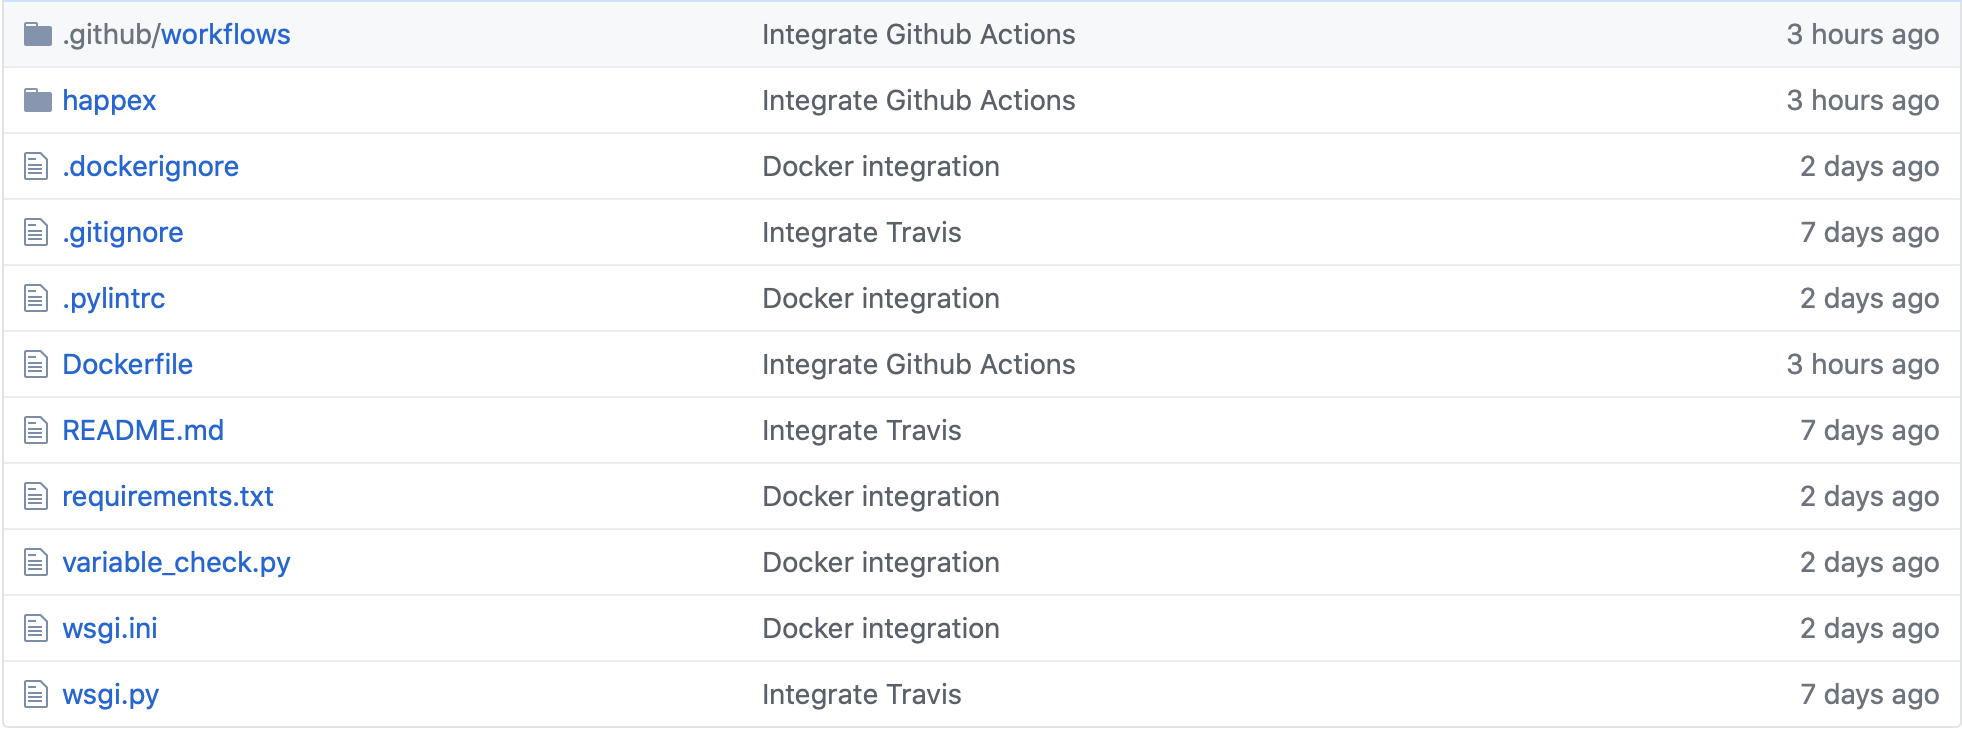 .github/workflows Integrate Github Actions 3 hours ago
happex Integrate Github Actions 3 hours ago
.dockerignore Docker integration 2 days ago
.gitignore Integrate Travis 7 days ago
.pylintrc Docker integration 2 days ago
Dockerfile Integrate Github Actions 3 hours ago
README.md Integrate Travis 7 days ago
requirements.txt Docker integration 2 days ago
variable_check.py Docker integration 2 days ago
wsgi.ini Docker integration 2 days ago
wsgi.py Integrate Travis 7 days ago